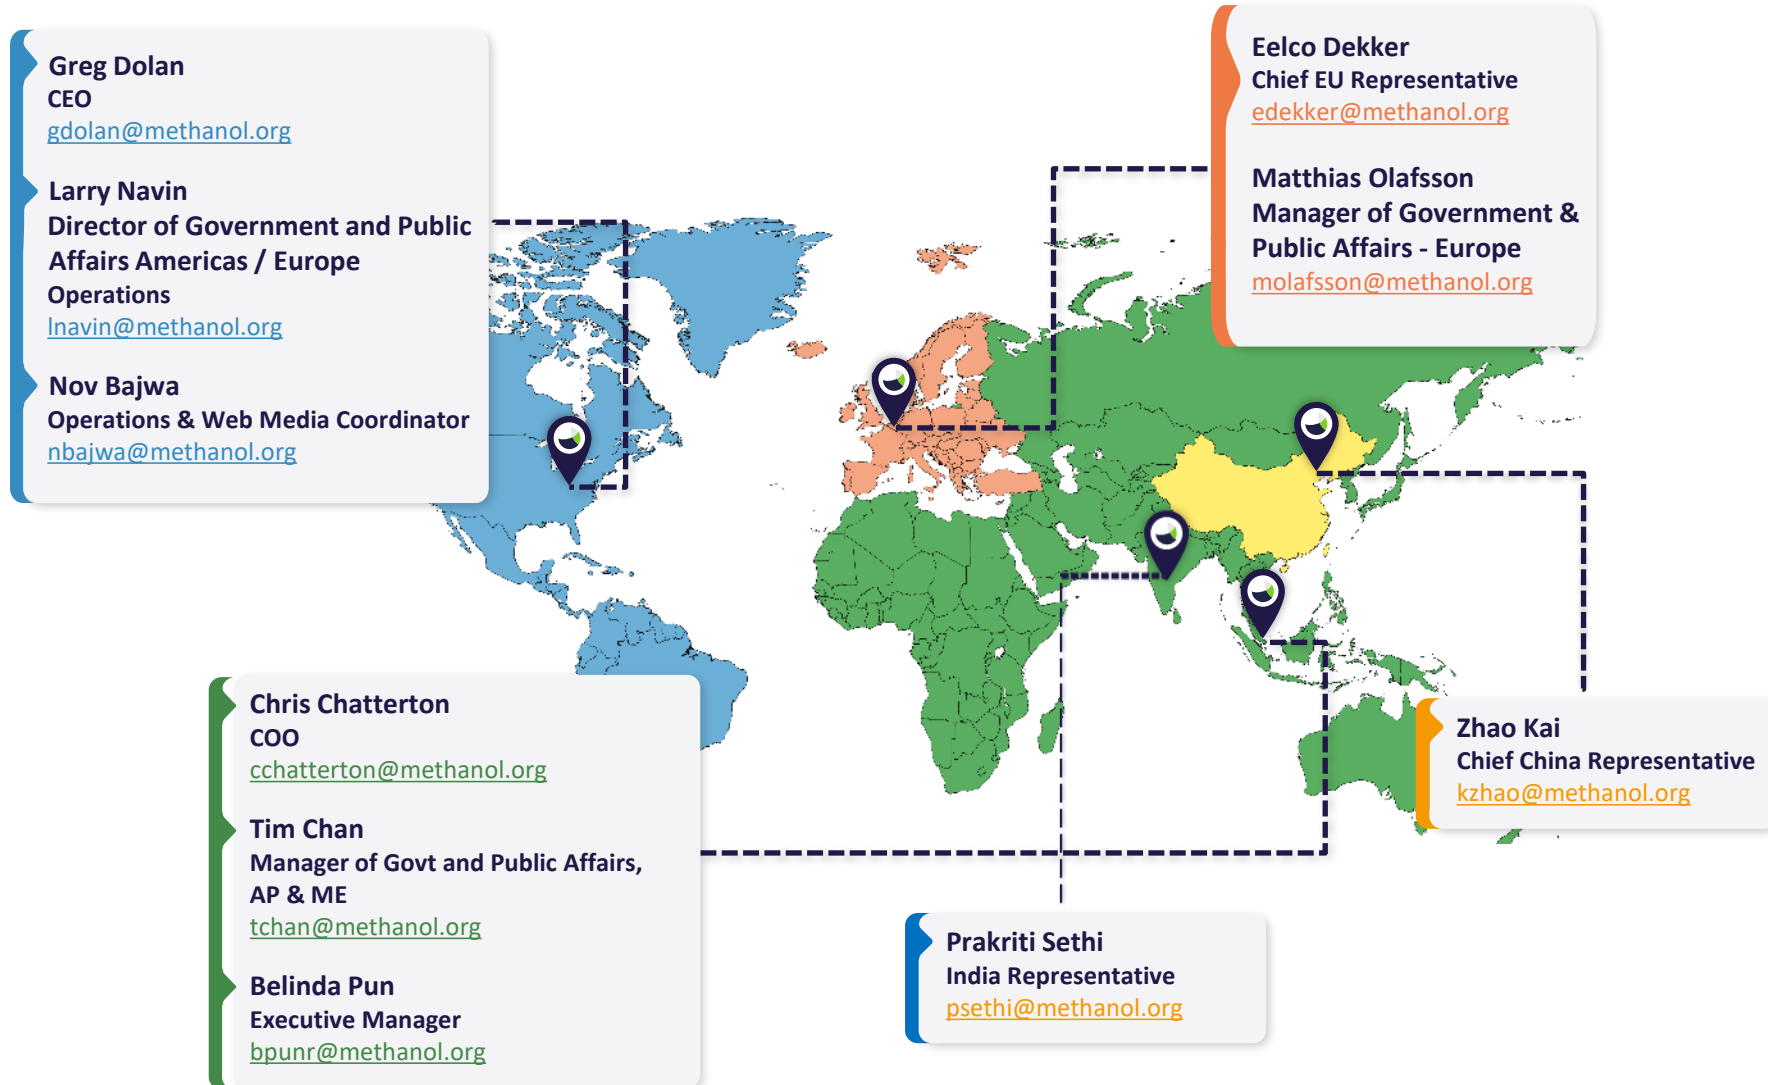 Greg Dolan
CEO
gdolan@methanol.org
Larry Navin
Director of Government and Public
Affairs Americas / Europe
Operations
lnavin@methanol.org
Nov Bajwa
Operations & Web Media Coordinator
nbajwa@methanol.org
Eelco Dekker
Chief EU Representative
edekker@methanol.org
Matthias Olafsson
Manager of Government &
Public Affairs - Europe
molafsson@methanol.org
Chris Chatterton
COO
cchatterton@methanol.org
Tim Chan
Manager of Govt and Public Affairs,
AP & ME
tchan@methanol.org
Belinda Pun
Executive Manager
bpunr@methanol.org
Prakriti Sethi
India Representative
psethi@methanol.org
Zhao Kai
Chief China Representative
kzhao@methanol.org